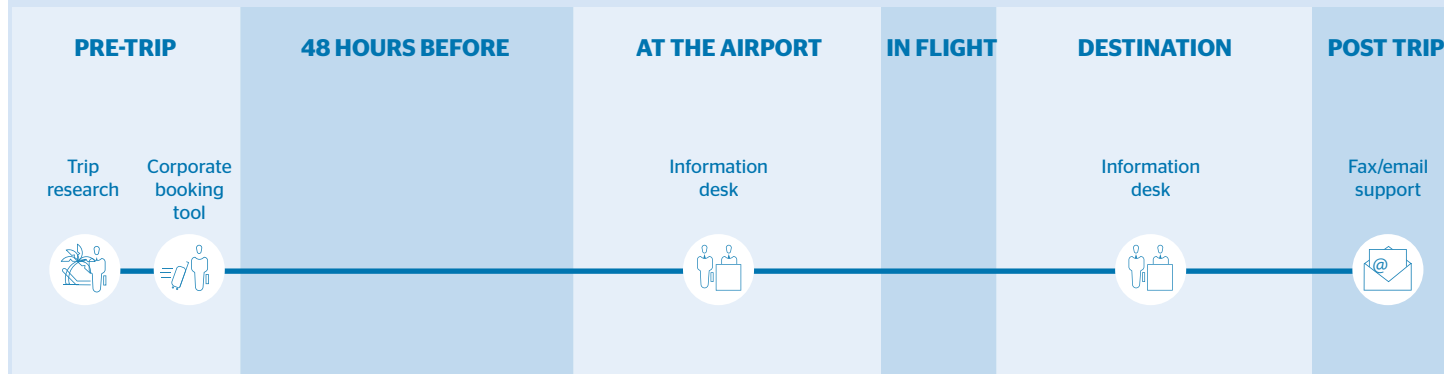 PRE-TRIP
48 HOURS BEFORE
AT THE AIRPORT
IN FLIGHT
DESTINATION
POST TRIP
Trip
research
Corporate
booking
tool
Information
desk
Information
desk
Fax/email
support
@